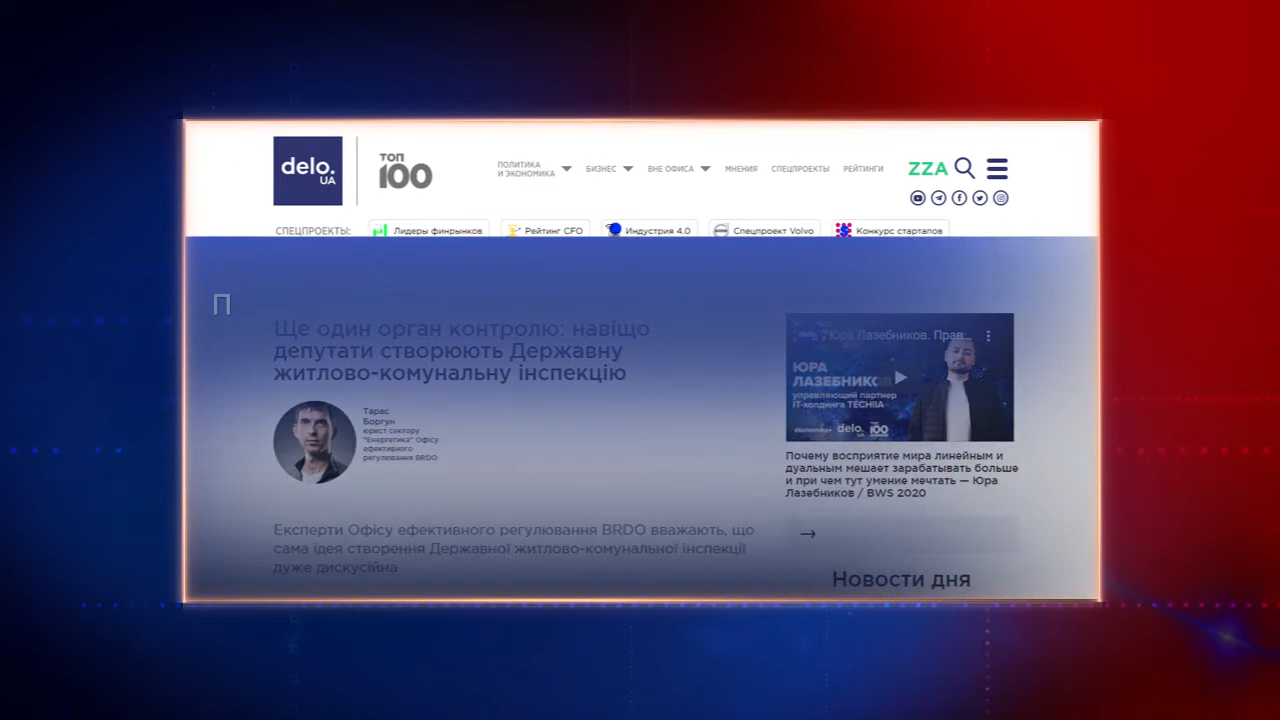 delo.
UA
ТОП
100
ПОЛИТИКА
И ЭКОНОМИКА
БИЗНЕС
ВНЕ ОФИСА
МНЕНИЯ
СПЕЦПРОЕКТЫ
РЕЙТИНГИ
ZZA
СПЕЦПРОЕКТЫ:
Лидеры финрынков
Рейтинг CFO
Индустрия 4.0
Спецпроект Volvo
Конкурс стартапов
П
Ще один орган контролю: навіщо
депутати створюють Державну
житлово-комунальну інспекцію
Тарас
Боргун
юрист сектору
"Енергетика" Офісу
ефективного
регулювання BRDO
Експерти Офісу ефективного регулювання BRDO вважають, що
сама ідея створення Державної житлово-комунальної інспекції
дуже дискусійна
Юра Лазебников. Прав...
ЮРА
ЛАЗЕБНИКОВ
управляющий партнер
IT-холдинга TECHIIA
ekonomika+
delo.
UA
ТОП
100
Почему восприятие мира линейным и
дуальным мешает зарабатывать больше
и при чем тут умение мечтать — Юра
Лазебников / BWS 2020
→
Новости дня